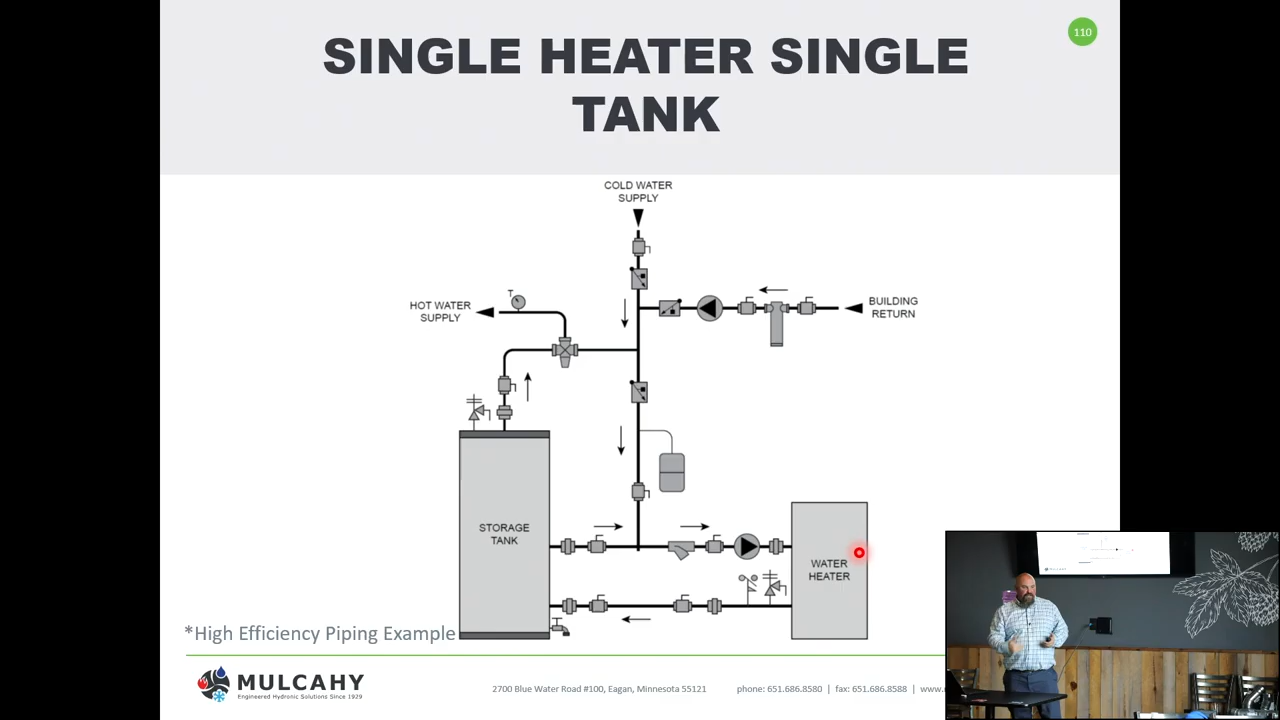 SINGLE HEATER SINGLE
TANK
110
COLD WATER
SUPPLY
HOT WATER
SUPPLY
T
BUILDING
RETURN
STORAGE
TANK
WATER
HEATER
*High Efficiency Piping Example
MULCAHY
Engineered Hydronic Solutions Since 1929
2700 Blue Water Road #100, Eagan, Minnesota 55121 phone: 651.686.8580 | fax: 651.686.8588 |